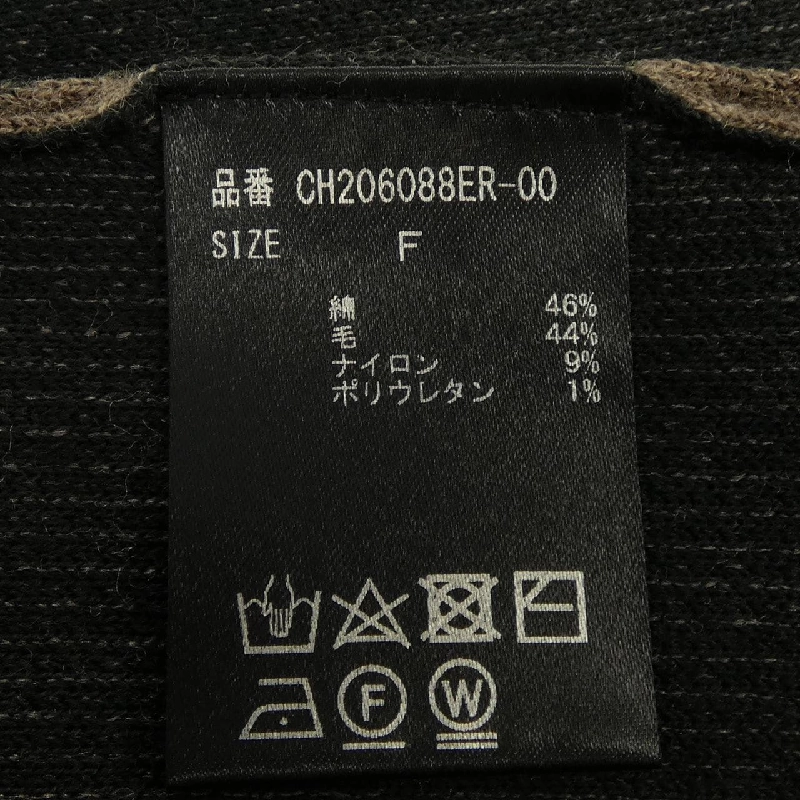 品番 CH206088ER-00
SIZE F
綿 46%
毛 44%
ナイロン 9%
ポリウレタン 1%
F W